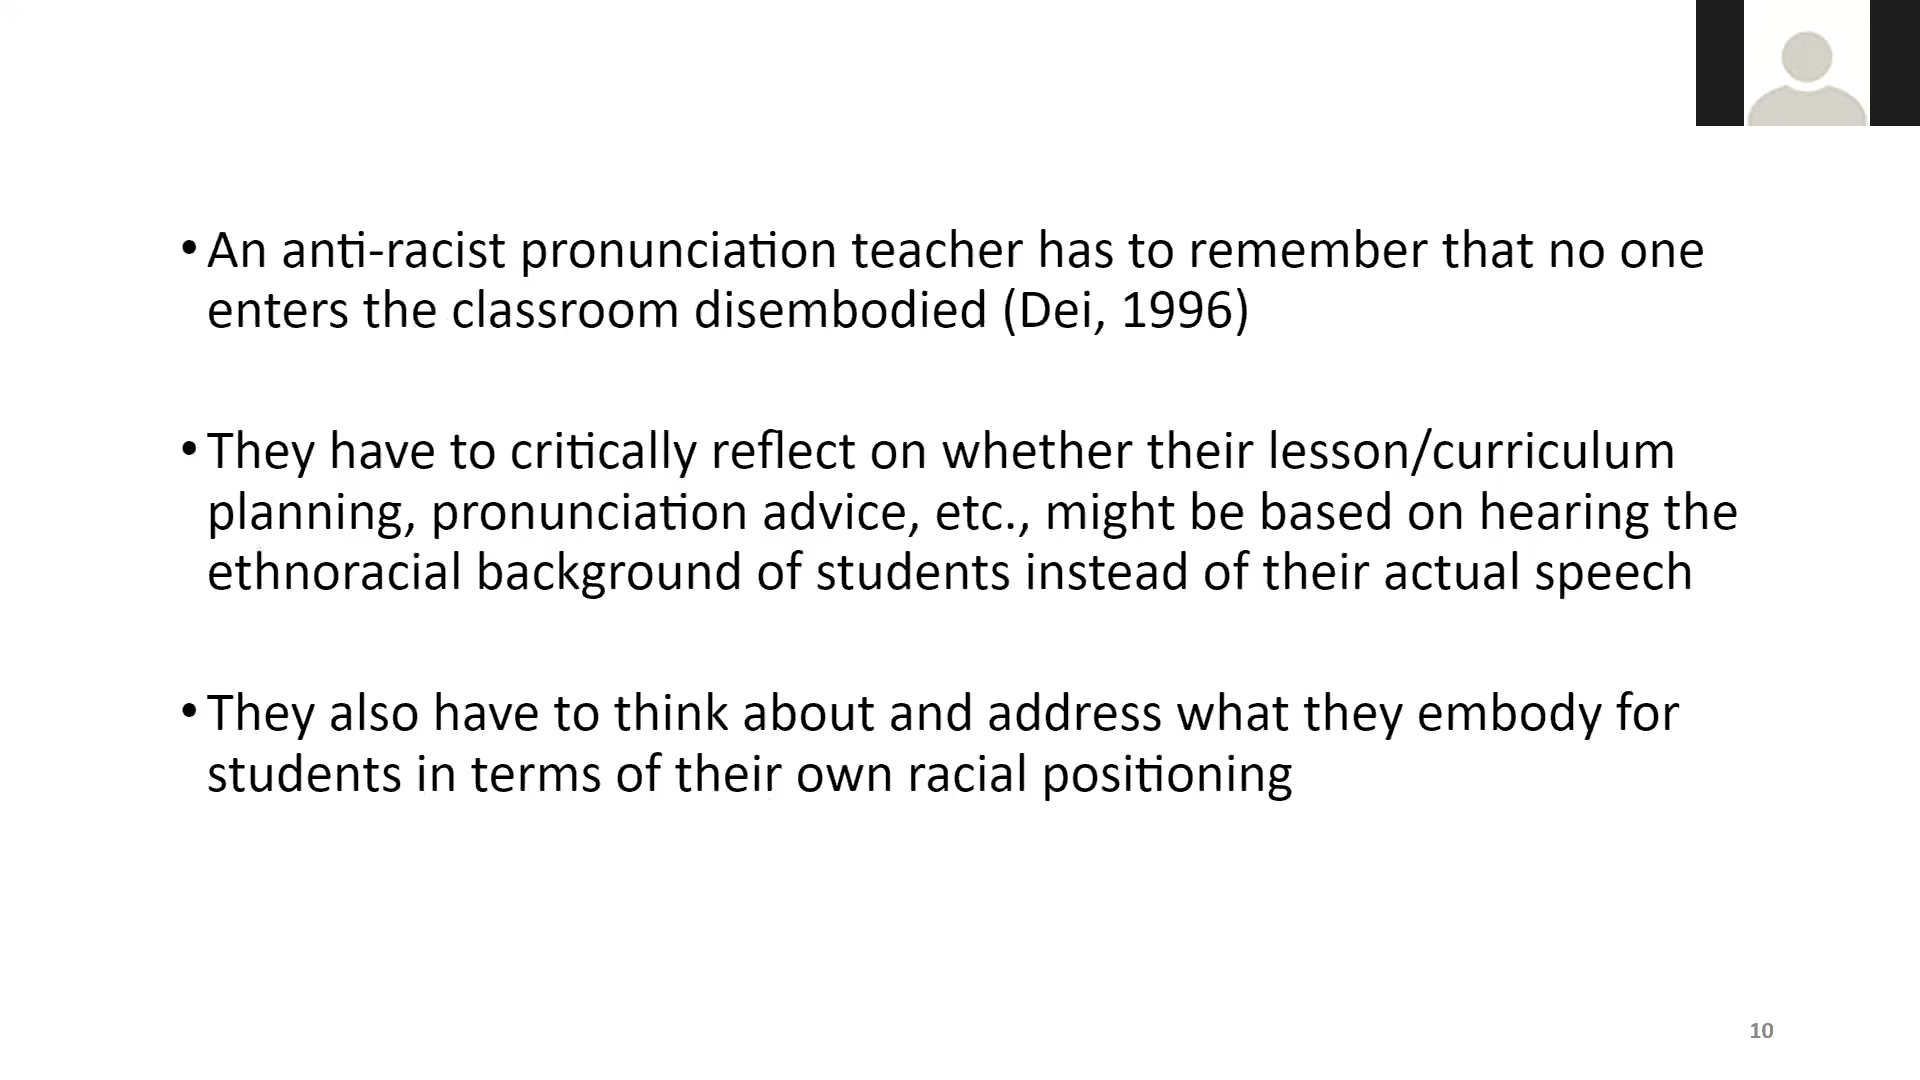 • An anti-racist pronunciation teacher has to remember that no one
enters the classroom disembodied (Dei, 1996)
• They have to critically reflect on whether their lesson/curriculum
planning, pronunciation advice, etc., might be based on hearing the
ethnoracial background of students instead of their actual speech
• They also have to think about and address what they embody for
students in terms of their own racial positioning
10